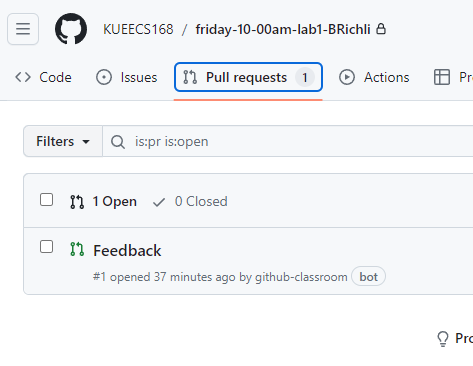 KUEECS168 / friday-10-00am-lab1-BRichli
Code Issues Pull requests 1 Actions
Filters is:pr is:open
1 Open 0 Closed
Feedback
#1 opened 37 minutes ago by github-classroom bot